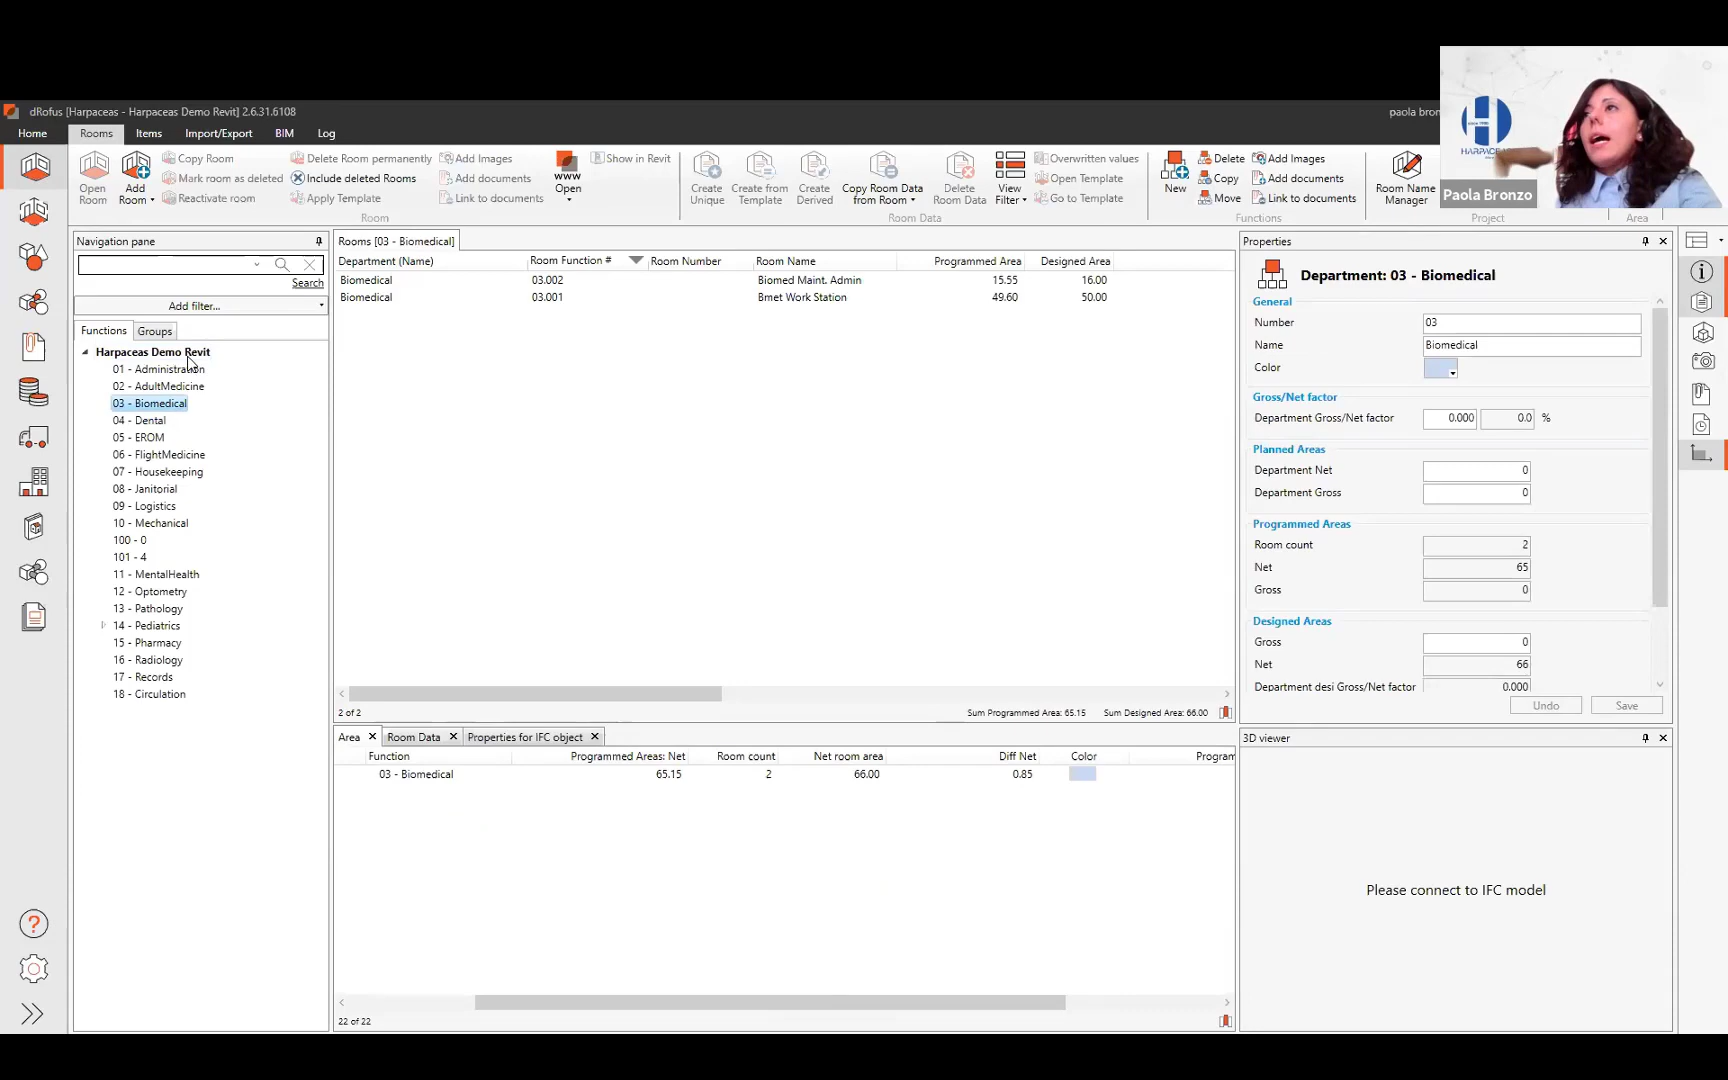 dRofus [Harpaceas - Harpaceas Demo Revit] 2.6.31.6108
Home Rooms Items Import/Export BIM Log
Open Room
Add Room
Copy Room
Mark room as deleted
Reactivate room
Delete Room permanently
Include deleted Rooms
Apply Template
Add Images
Add documents
Link to documents
www
Open
Show in Revit
Room
Create Unique
Create from Template
Create Derived
Copy Room Data from Room
Delete Room Data
View Filter
Overwritten values
Open Template
Go to Template
Room Data
New
Delete
Copy
Move
Add Images
Add documents
Link to documents
Functions
Room Name Manager
Project
Area
Paola Bronzo
Navigation pane
Search
Add filter...
Functions Groups
Harpaceas Demo Revit
01 - Administration
02 - AdultMedicine
03 - Biomedical
04 - Dental
05 - EROM
06 - FlightMedicine
07 - Housekeeping
08 - Janitorial
09 - Logistics
10 - Mechanical
100 - 0
101 - 4
11 - MentalHealth
12 - Optometry
13 - Pathology
14 - Pediatrics
15 - Pharmacy
16 - Radiology
17 - Records
18 - Circulation
Rooms [03 - Biomedical]
Department (Name) Room Function # Room Number Room Name Programmed Area Designed Area
Biomedical 03.002 Biomed Maint. Admin 15.55 16.00
Biomedical 03.001 Bmet Work Station 49.60 50.00
2 of 2 Sum Programmed Area: 65.15 Sum Designed Area: 66.00
Area Room Data Properties for IFC object
Function Programmed Areas: Net Room count Net room area Diff Net Color Program
03 - Biomedical 65.15 2 66.00 0.85
22 of 22
Properties
Department: 03 - Biomedical
General
Number 03
Name Biomedical
Color
Gross/Net factor
Department Gross/Net factor 0.000 0.0 %
Planned Areas
Department Net 0
Department Gross 0
Programmed Areas
Room count 2
Net 65
Gross 0
Designed Areas
Gross 0
Net 66
Department desi Gross/Net factor 0.000
Undo Save
3D viewer
Please connect to IFC model